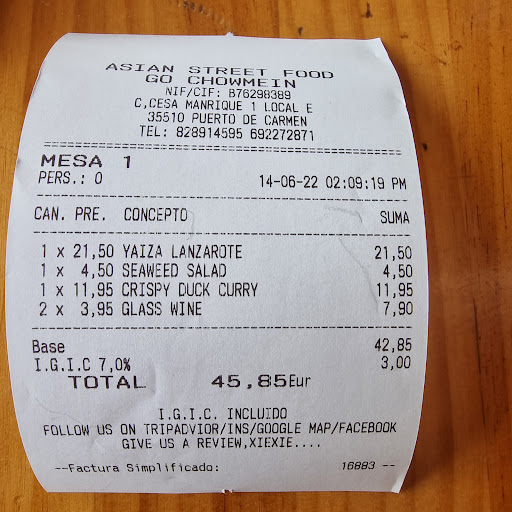 ASIAN STREET FOOD
GO CHOWMEIN
NIF/CIF: B76298389
C,CESA MANRIQUE 1 LOCAL E
35510 PUERTO DE CARMEN
TEL: 828914595 692272871
MESA 1
PERS.: 0 14-06-22 02:09:19 PM
CAN. PRE. CONCEPTO SUMA
1 x 21,50 YAIZA LANZAROTE 21,50
1 x 4,50 SEAWEED SALAD 4,50
1 x 11,95 CRISPY DUCK CURRY 11,95
2 x 3,95 GLASS WINE 7,90
Base 42,85
I.G.I.C 7,0% 3,00
TOTAL 45,85Eur
I.G.I.C. INCLUIDO
FOLLOW US ON TRIPADVIOR/INS/GOOGLE MAP/FACEBOOK
GIVE US A REVIEW,XIEXIE....
--Factura Simplificado: 16883 --